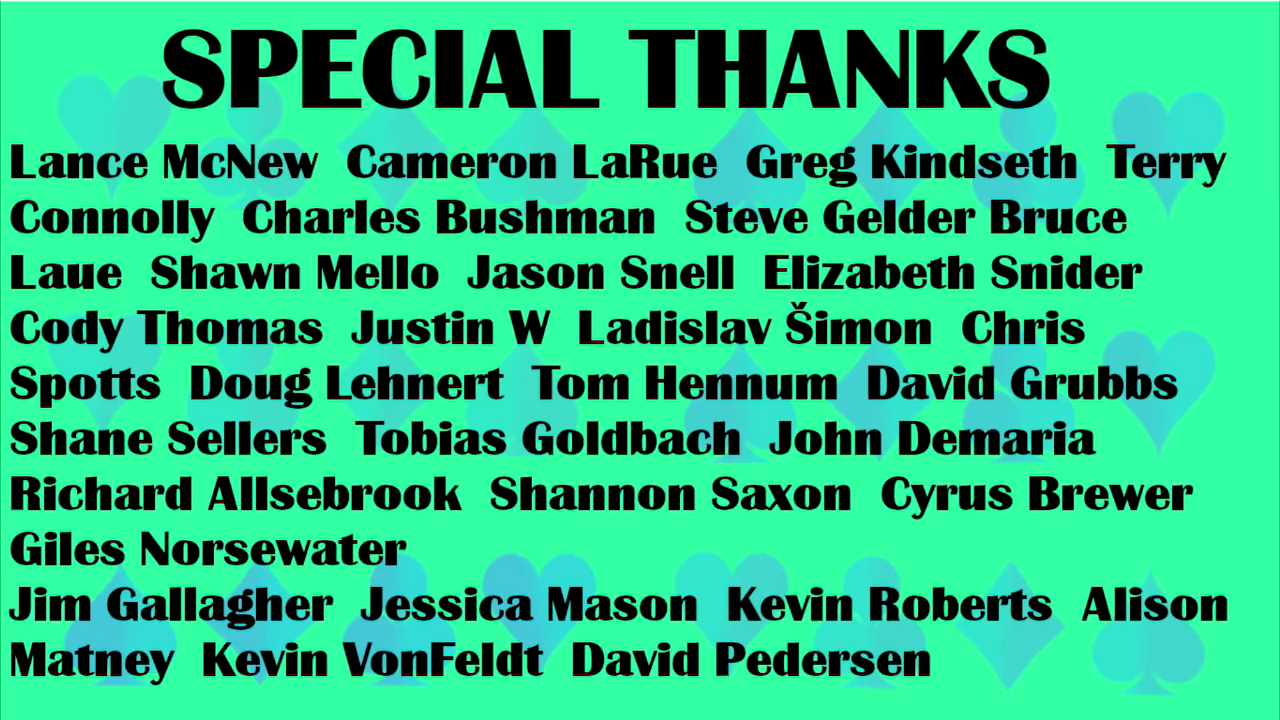 SPECIAL THANKS
Lance McNew  Cameron LaRue  Greg Kindseth  Terry
Connolly  Charles Bushman  Steve Gelder Bruce
Laue  Shawn Mello  Jason Snell  Elizabeth Snider
Cody Thomas  Justin W  Ladislav Šimon  Chris
Spotts  Doug Lehnert  Tom Hennum  David Grubbs
Shane Sellers  Tobias Goldbach  John Demaria
Richard Allsebrook  Shannon Saxon  Cyrus Brewer
Giles Norsewater
Jim Gallagher  Jessica Mason  Kevin Roberts  Alison
Matney  Kevin VonFeldt  David Pedersen